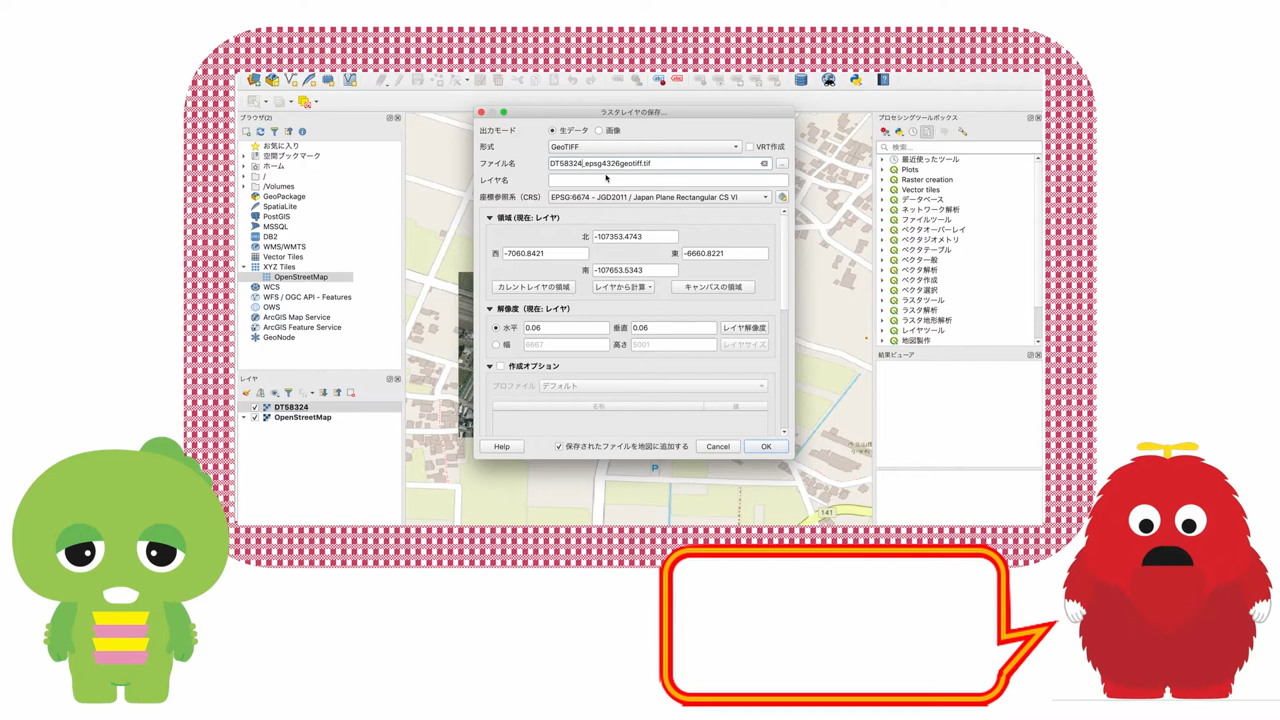 ラスタレイヤの保存...
ブラウザ(2)
お気に入り
空間ブックマーク
ホーム
/
/Volumes
GeoPackage
SpatiaLite
PostGIS
MSSQL
DB2
WMS/WMTS
Vector Tiles
XYZ Tiles
OpenStreetMap
WCS
WFS / OGC API - Features
OWS
ArcGIS Map Service
ArcGIS Feature Service
GeoNode
レイヤ
DT58324
OpenStreetMap
出力モード 生データ 画像
形式 GeoTIFF VRT作成
ファイル名 DT58324_epsg4326geotiff.tif ...
レイヤ名
座標参照系（CRS） EPSG:6674 - JGD2011 / Japan Plane Rectangular CS VI
領域 (現在: レイヤ)
北 -107353.4743
西 -7060.8421 東 -6660.8221
南 -107653.5343
カレントレイヤの領域 レイヤから計算 キャンバスの領域
解像度（現在: レイヤ）
水平 0.06 垂直 0.06 レイヤ解像度
幅 6667 高さ 5001 レイヤサイズ
作成オプション
プロファイル デフォルト
名称 値
Help 保存されたファイルを地図に追加する Cancel OK
P
141
プロセシングツールボックス
検索…
最近使ったツール
Plots
Raster creation
Vector tiles
データベース
ネットワーク解析
ファイルツール
ベクタオーバーレイ
ベクタジオメトリ
ベクタテーブル
ベクタ一般
ベクタ解析
ベクタ選択
ラスタツール
ラスタ解析
ラスタ地形解析
レイヤツール
地図製作
結果ビューア